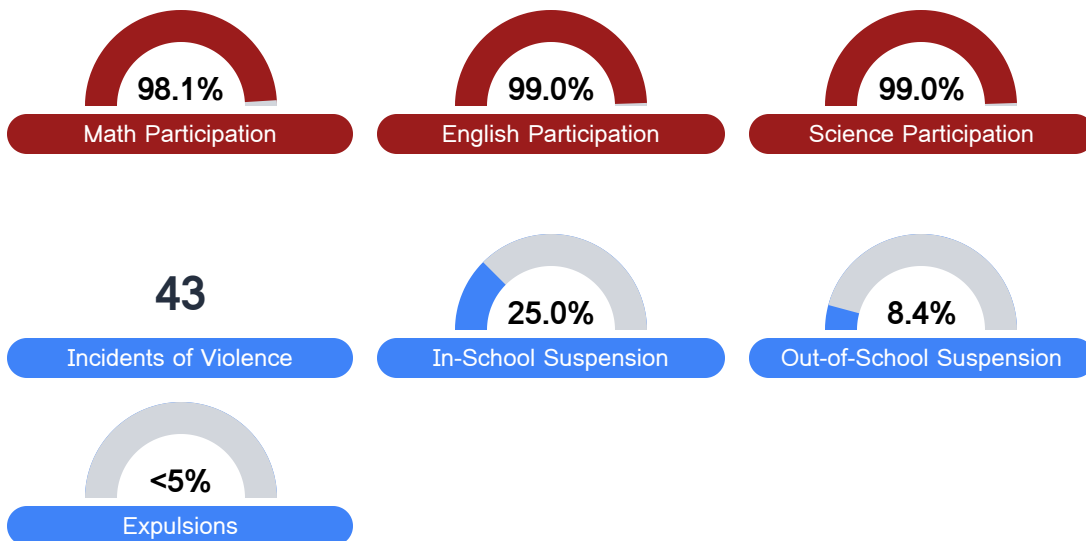 98.1%
99.0%
99.0%
Math Participation
English Participation
Science Participation
43
25.0%
8.4%
Incidents of Violence
In-School Suspension
Out-of-School Suspension
<5%
Expulsions